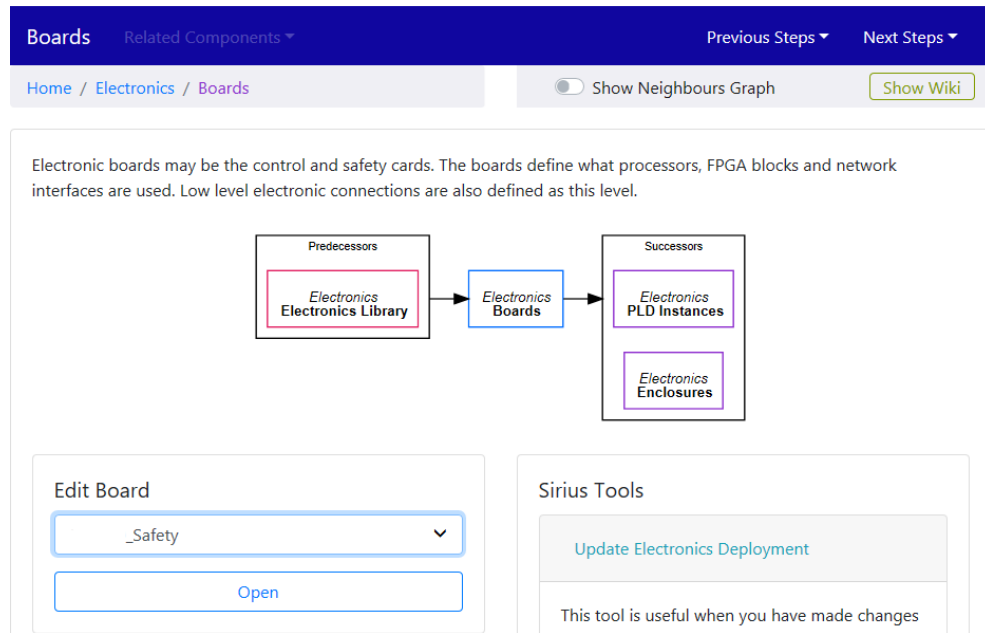 Boards Related Components Previous Steps Next Steps
Home / Electronics / Boards Show Neighbours Graph Show Wiki
Electronic boards may be the control and safety cards. The boards define what processors, FPGA blocks and network
interfaces are used. Low level electronic connections are also defined as this level.
Predecessors
Electronics
Electronics Library
Electronics
Boards
Successors
Electronics
PLD Instances
Electronics
Enclosures
Edit Board
_Safety
Open
Sirius Tools
Update Electronics Deployment
This tool is useful when you have made changes